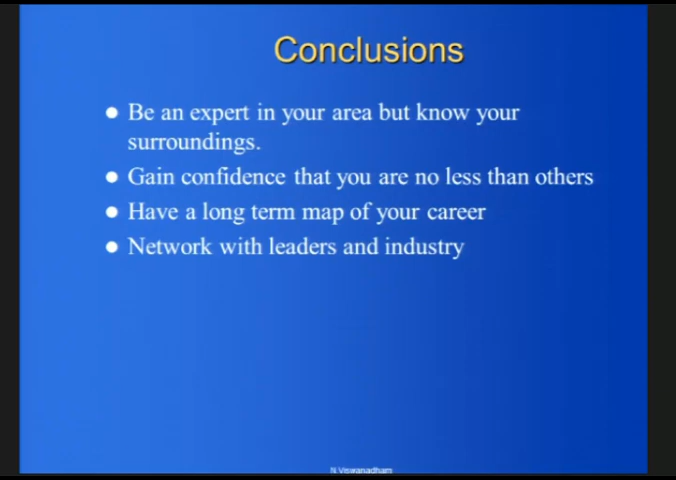 Conclusions
● Be an expert in your area but know your
surroundings.
● Gain confidence that you are no less than others
● Have a long term map of your career
● Network with leaders and industry
N.Viswanadham